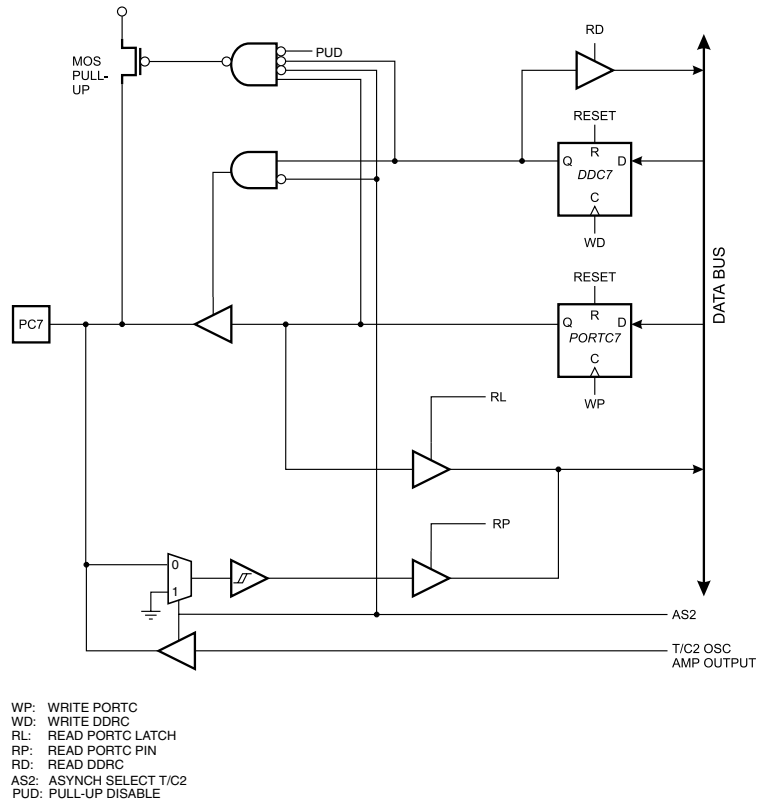 MOS
PULL-
UP
PUD
RD
RESET
R
Q
D
DDC7
C
WD
DATA BUS
RESET
R
PC7
Q
D
PORTC7
C
WP
RL
RP
0
1
AS2
T/C2 OSC
AMP OUTPUT
WP: WRITE PORTC
WD: WRITE DDRC
RL: READ PORTC LATCH
RP: READ PORTC PIN
RD: READ DDRC
AS2: ASYNCH SELECT T/C2
PUD: PULL-UP DISABLE